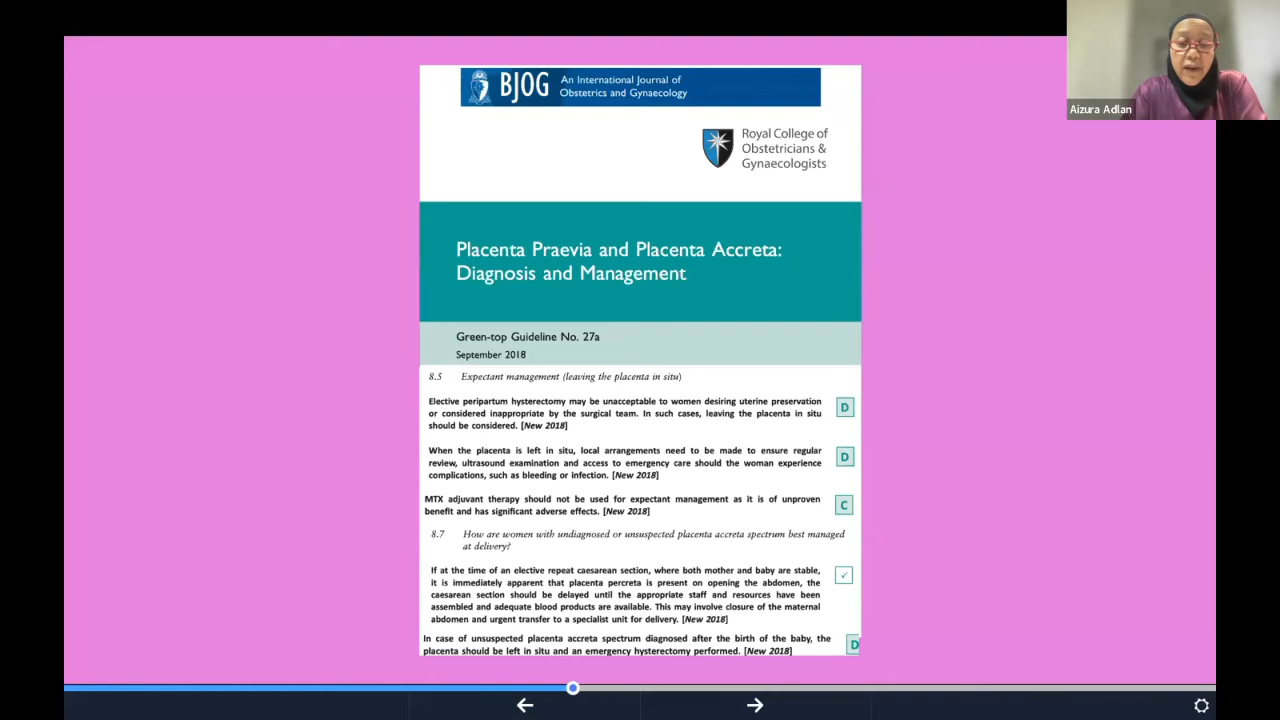 BJOG
An International Journal of
Obstetrics and Gynaecology
Royal College of
Obstetricians &
Gynaecologists
Aizura Adlan
Placenta Praevia and Placenta Accreta:
Diagnosis and Management
Green-top Guideline No. 27a
September 2018
8.5 Expectant management (leaving the placenta in situ)
Elective peripartum hysterectomy may be unacceptable to women desiring uterine preservation
or considered inappropriate by the surgical team. In such cases, leaving the placenta in situ
should be considered. [New 2018]
D
When the placenta is left in situ, local arrangements need to be made to ensure regular
review, ultrasound examination and access to emergency care should the woman experience
complications, such as bleeding or infection. [New 2018]
D
MTX adjuvant therapy should not be used for expectant management as it is of unproven
benefit and has significant adverse effects. [New 2018]
C
8.7 How are women with undiagnosed or unsuspected placenta accreta spectrum best managed
at delivery?
If at the time of an elective repeat caesarean section, where both mother and baby are stable,
it is immediately apparent that placenta percreta is present on opening the abdomen, the
caesarean section should be delayed until the appropriate staff and resources have been
assembled and adequate blood products are available. This may involve closure of the maternal
abdomen and urgent transfer to a specialist unit for delivery. [New 2018]
✓
In case of unsuspected placenta accreta spectrum diagnosed after the birth of the baby, the
placenta should be left in situ and an emergency hysterectomy performed. [New 2018]
D